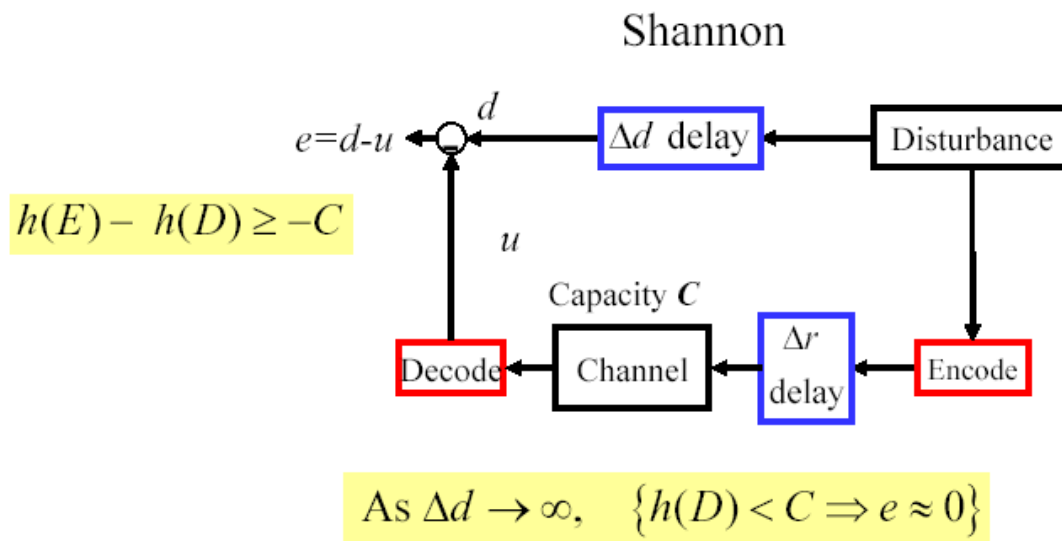 Shannon
d
e=d-u
Δd delay
Disturbance
-
h(E) - h(D) ≥ -C
u
Capacity C
Decode
Channel
Δr
delay
Encode
As Δd → ∞, {h(D) < C ⇒ e ≈ 0}